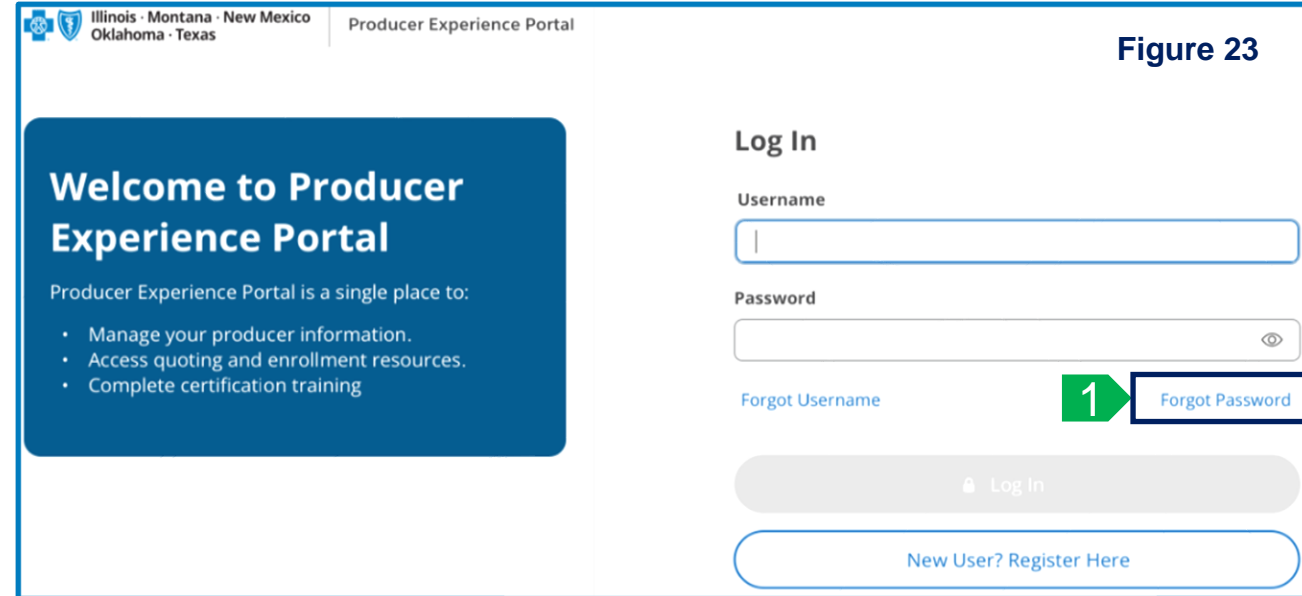 Illinois · Montana · New Mexico
Oklahoma · Texas
Producer Experience Portal
Figure 23
Welcome to Producer
Experience Portal
Producer Experience Portal is a single place to:
• Manage your producer information.
• Access quoting and enrollment resources.
• Complete certification training
Log In
Username
Password
Forgot Username
1
Forgot Password
Log In
New User? Register Here